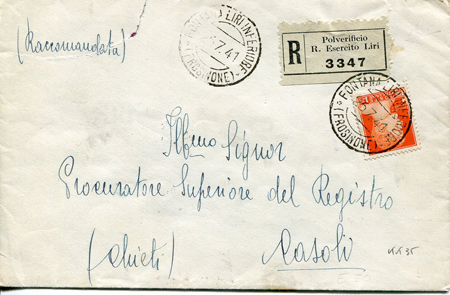 (Raccomandata)
FONTANA LIRI INFERIORE
7.41
(FROSINONE)
Polverificio
R. Esercito Liri
R
3347
FONTANA LIRI INFERIORE
(FROSINONE)
Ill.mo Signor
Procuratore Superiore del Registro
(Chieti) Casoli